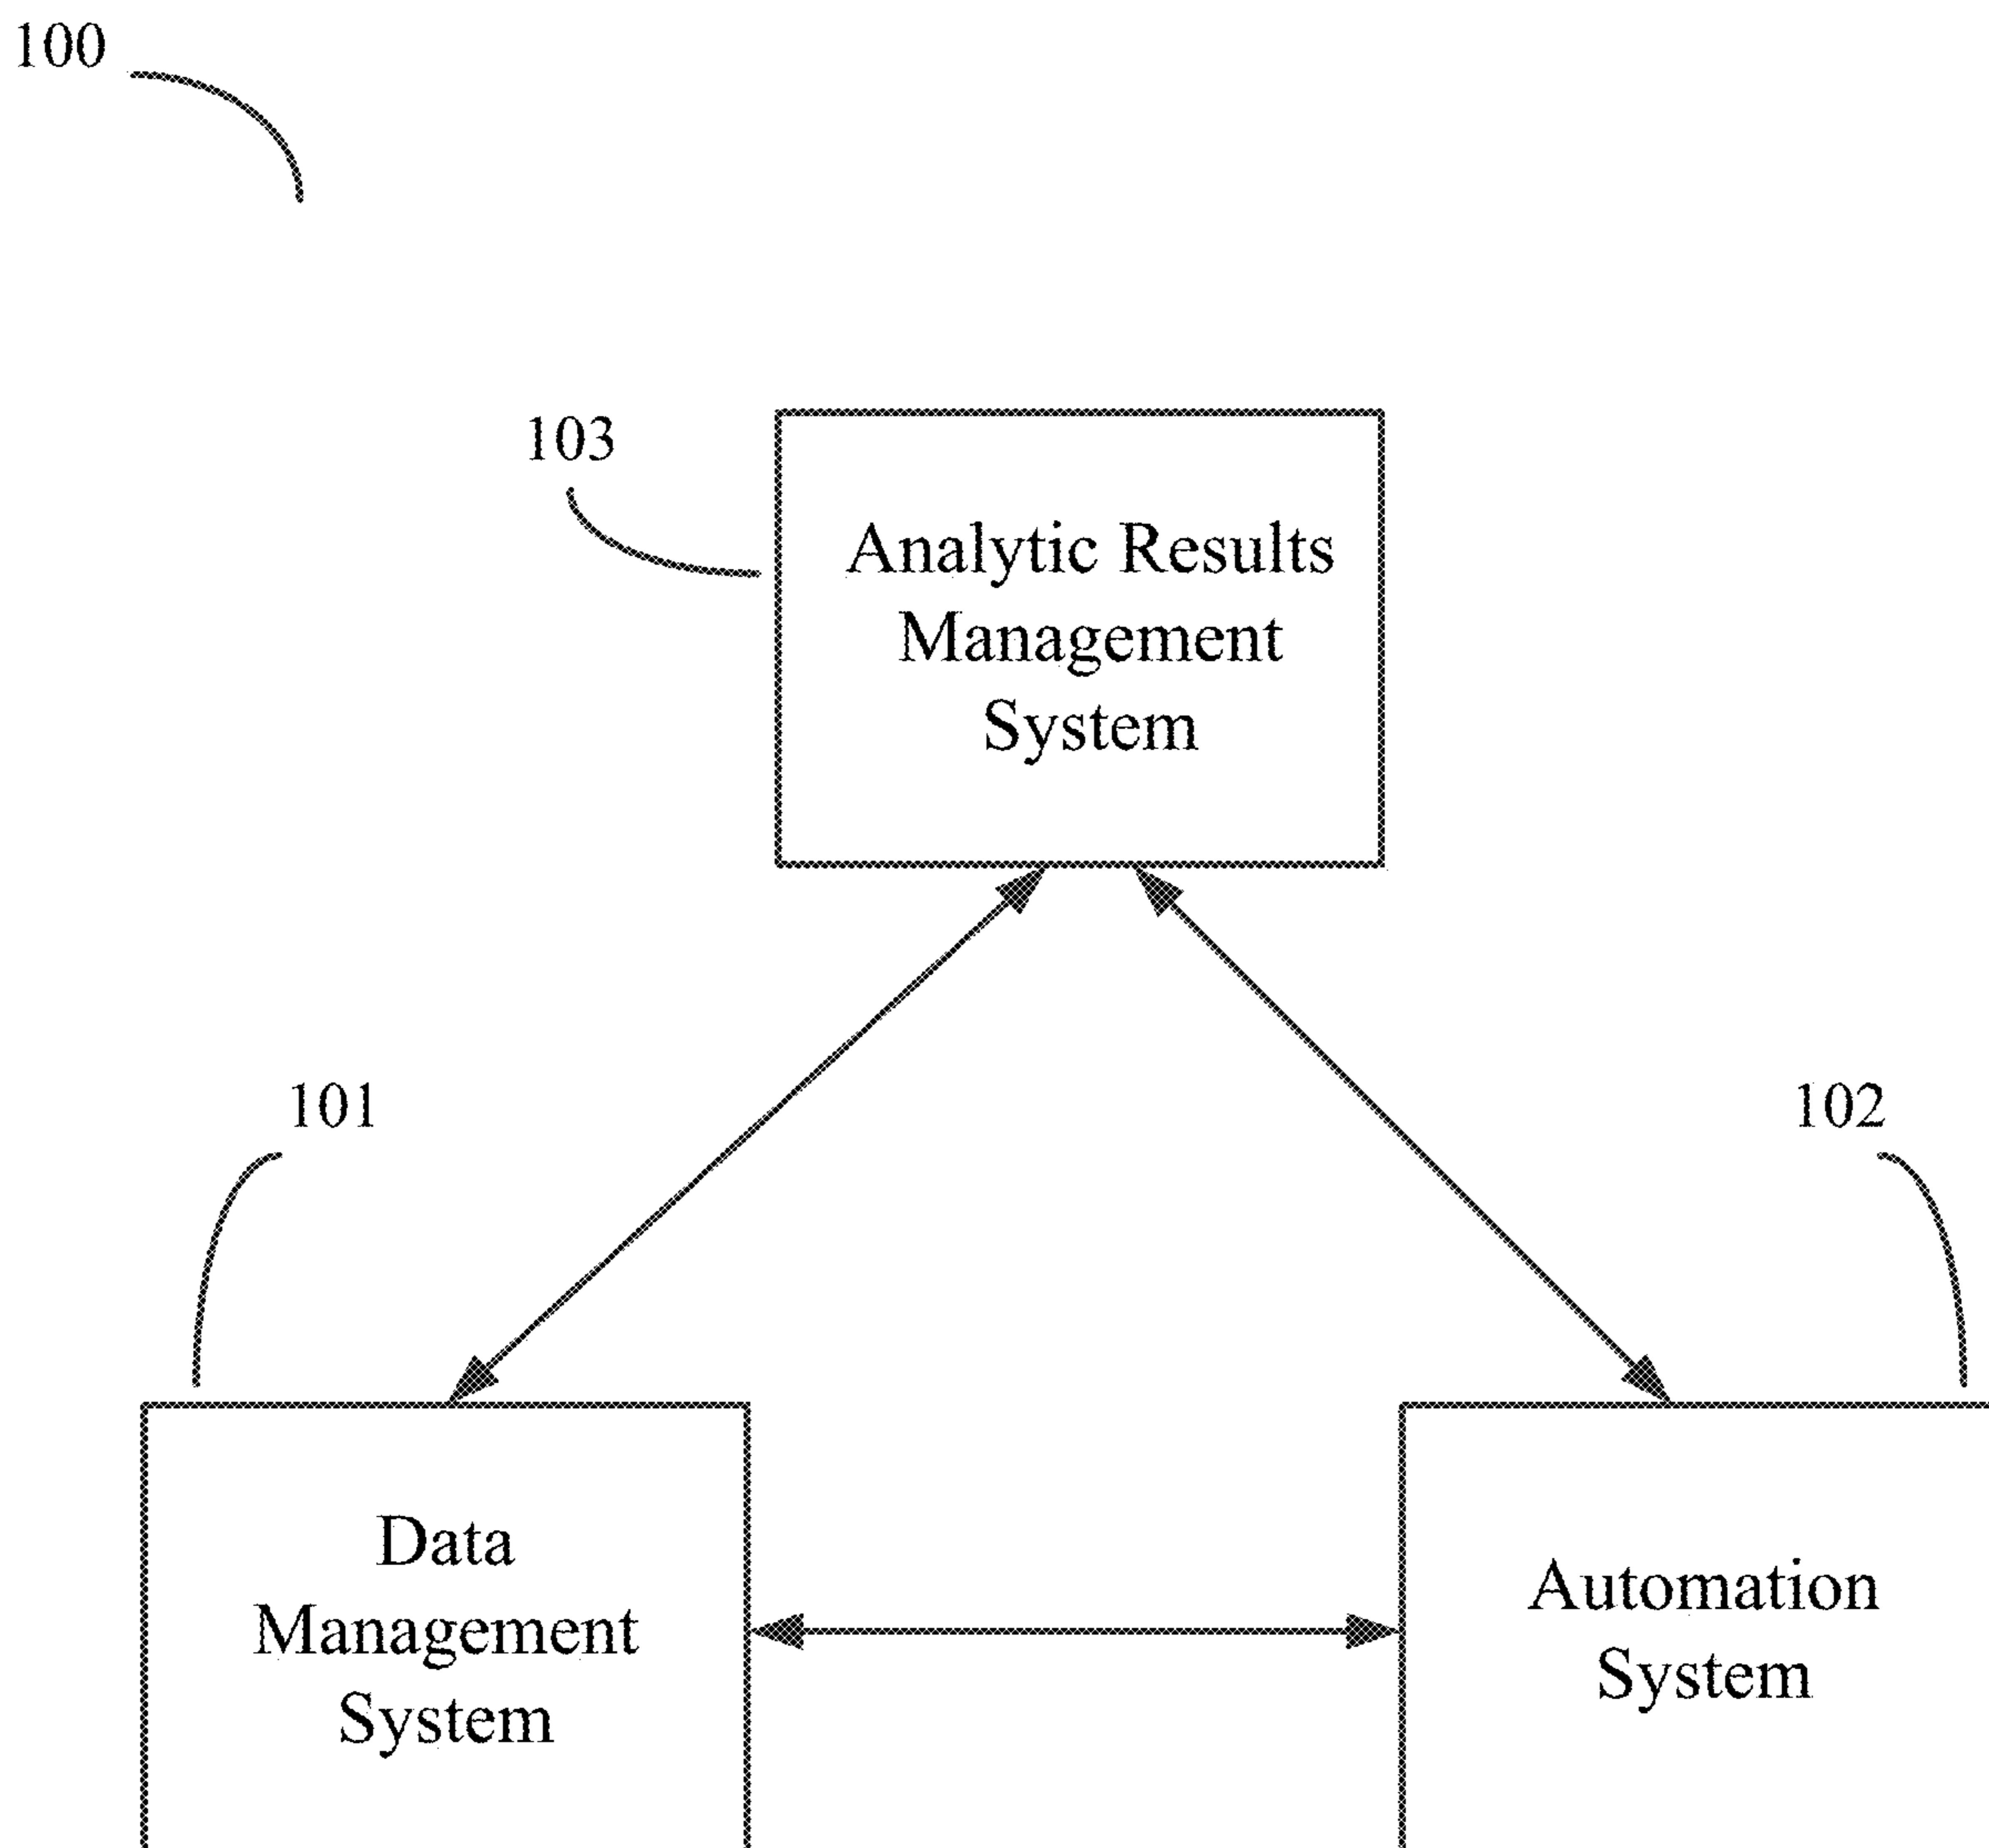 100
103
Analytic Results
Management
System
101
102
Data
Management
System
Automation
System